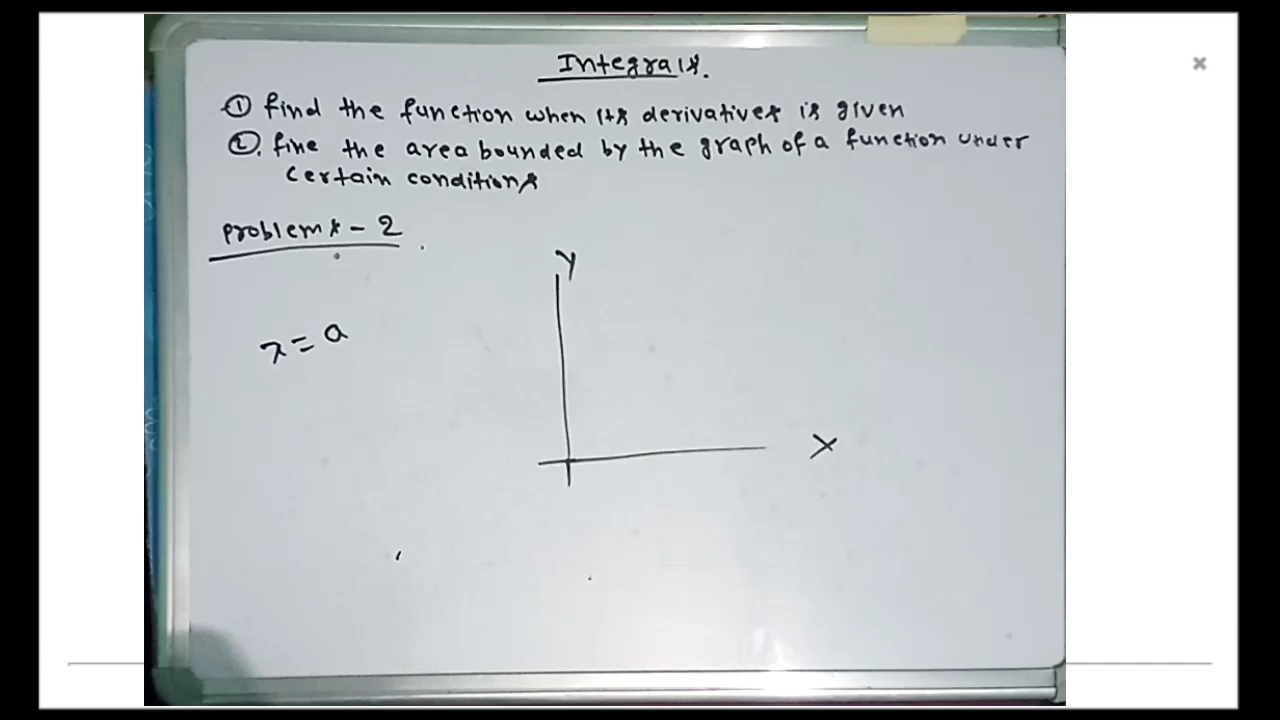 Integrals.
① find the function when its derivatives is given
②. fine the area bounded by the graph of a function under
certain conditions
Problems - 2
Y
x = a
X